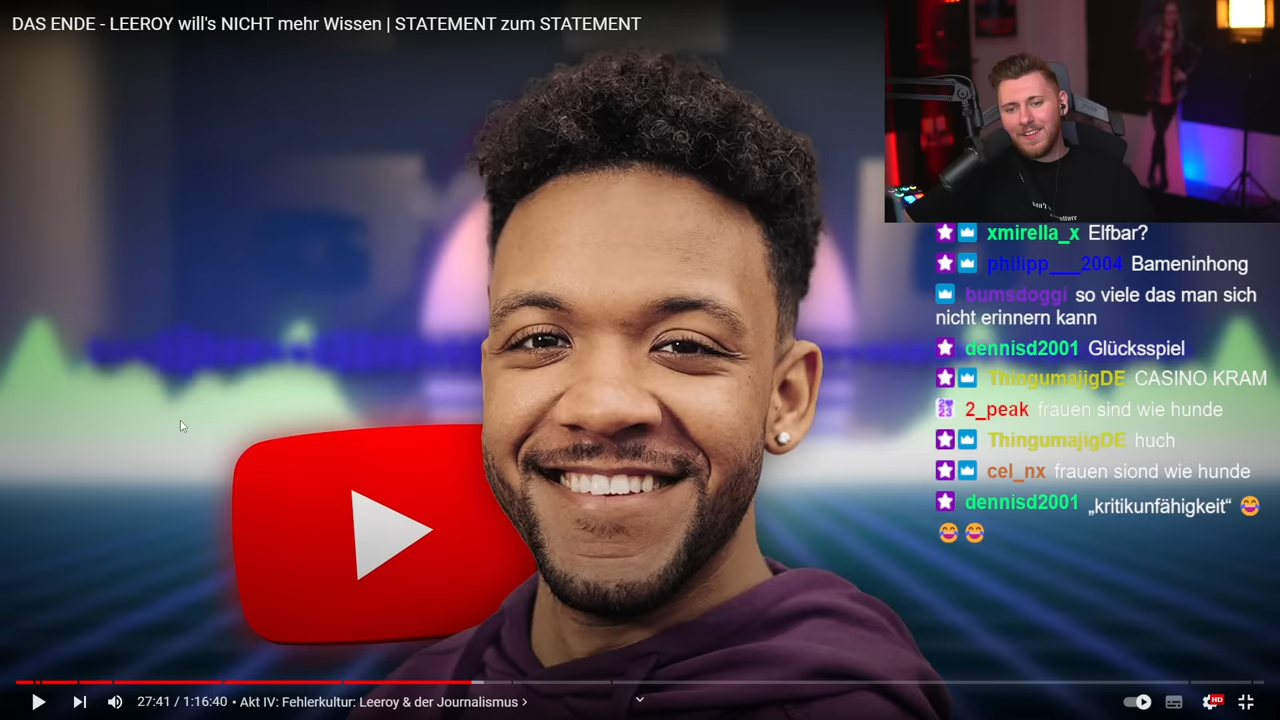 DAS ENDE - LEEROY will's NICHT mehr Wissen | STATEMENT zum STATEMENT
xmirella_x Elfbar?
philipp___2004 Bameninhong
bumsdoggi so viele das man sich
nicht erinnern kann
dennisd2001 Glücksspiel
ThingumajigDE CASINO KRAM
2_peak frauen sind wie hunde
ThingumajigDE huch
cel_nx frauen siond wie hunde
dennisd2001 „kritikunfähigkeit“ 😂
😂 😂
27:41 / 1:16:40 • Akt IV: Fehlerkultur: Leeroy & der Journalismus
HD